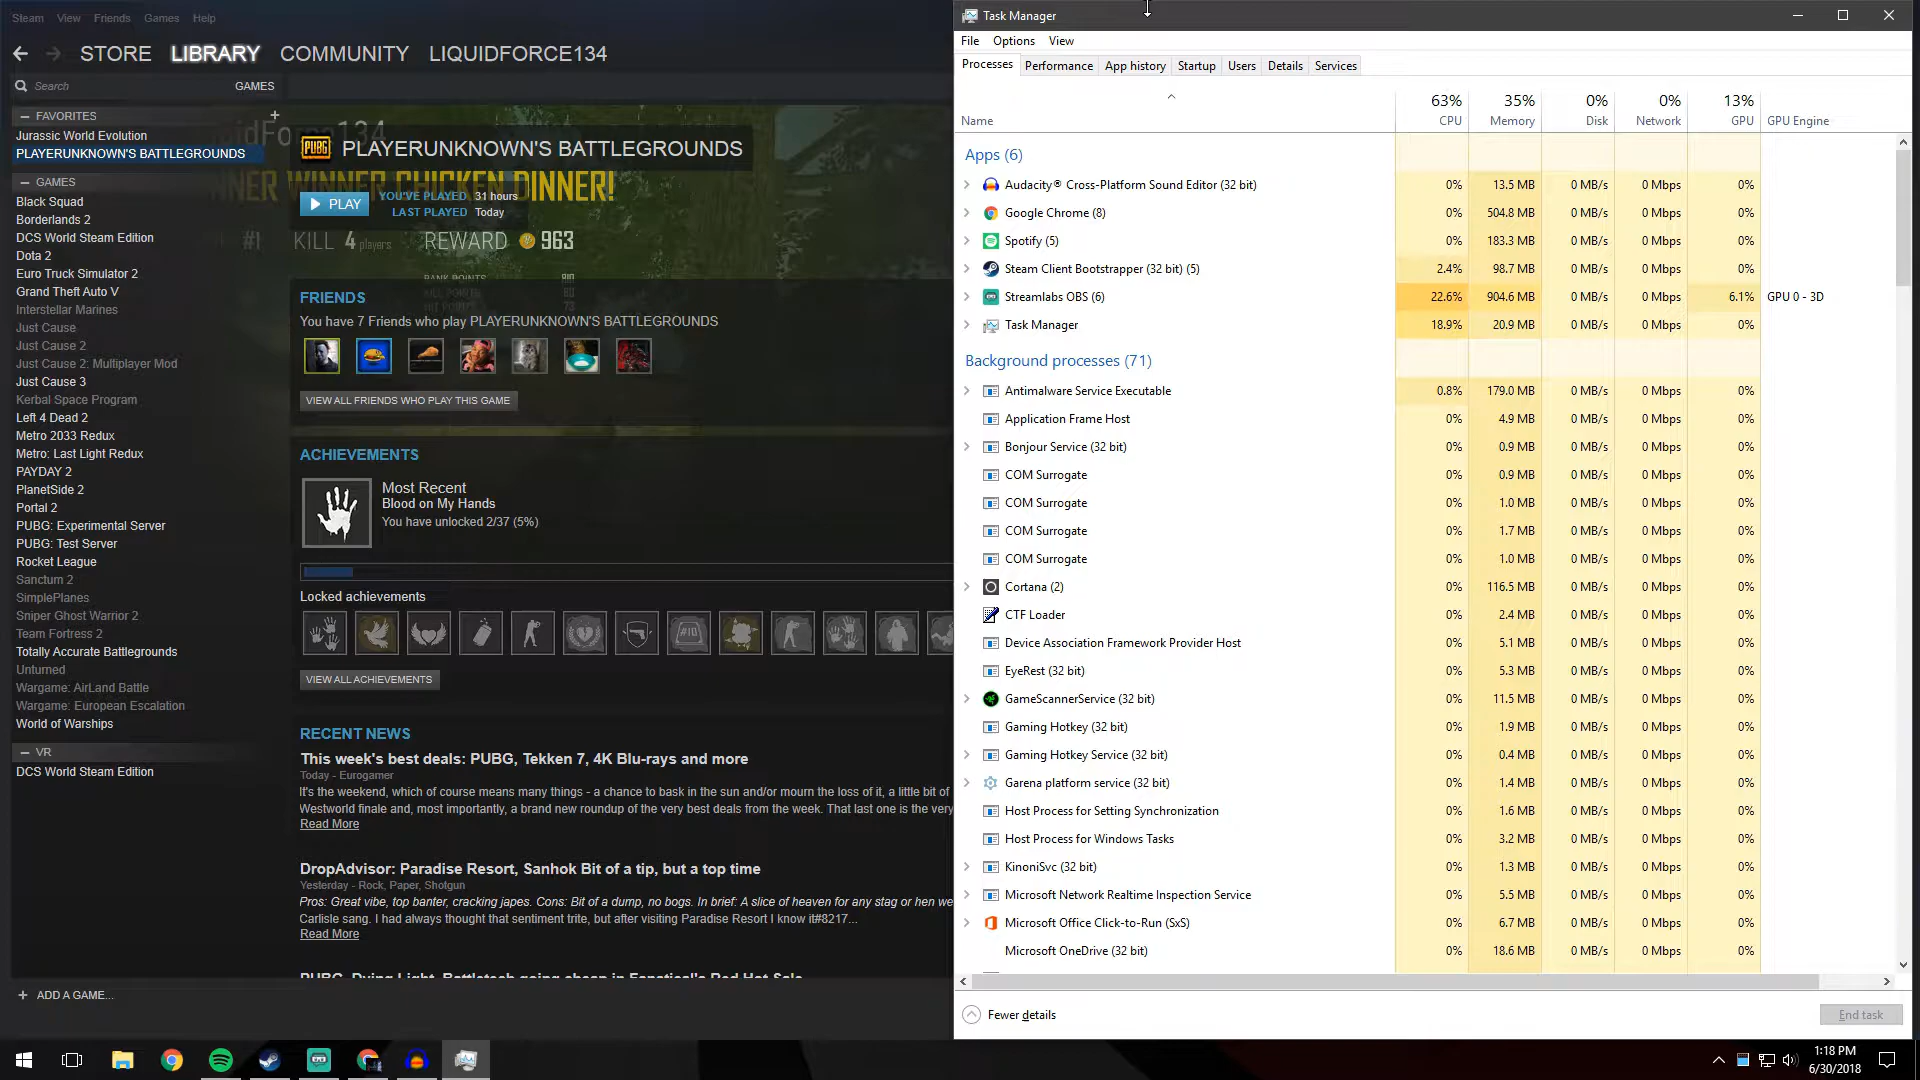 Steam View Friends Games Help
STORE LIBRARY COMMUNITY LIQUIDFORCE134
Search GAMES
— FAVORITES +
Jurassic World Evolution
PLAYERUNKNOWN'S BATTLEGROUNDS
— GAMES
Black Squad
Borderlands 2
DCS World Steam Edition
Dota 2
Euro Truck Simulator 2
Grand Theft Auto V
Interstellar Marines
Just Cause
Just Cause 2
Just Cause 2: Multiplayer Mod
Just Cause 3
Kerbal Space Program
Left 4 Dead 2
Metro 2033 Redux
Metro: Last Light Redux
PAYDAY 2
PlanetSide 2
Portal 2
PUBG: Experimental Server
PUBG: Test Server
Rocket League
Sanctum 2
SimplePlanes
Sniper Ghost Warrior 2
Team Fortress 2
Totally Accurate Battlegrounds
Unturned
Wargame: AirLand Battle
Wargame: European Escalation
World of Warships
— VR
DCS World Steam Edition
+ ADD A GAME...
PUBG PLAYERUNKNOWN'S BATTLEGROUNDS
WINNER CHICKEN DINNER!
PLAY YOU'VE PLAYED 31 hours
LAST PLAYED Today
#1 KILL 4 players REWARD 963
RANK POINTS
KILL POINTS
HIT POINTS 73
FRIENDS
You have 7 Friends who play PLAYERUNKNOWN'S BATTLEGROUNDS
VIEW ALL FRIENDS WHO PLAY THIS GAME
ACHIEVEMENTS
Most Recent
Blood on My Hands
You have unlocked 2/37 (5%)
Locked achievements
#10
VIEW ALL ACHIEVEMENTS
RECENT NEWS
This week's best deals: PUBG, Tekken 7, 4K Blu-rays and more
Today - Eurogamer
It's the weekend, which of course means many things - a chance to bask in the sun and/or mourn the loss of it, a little bit of
Westworld finale and, most importantly, a brand new roundup of the very best deals from the week. That last one is the very
Read More
DropAdvisor: Paradise Resort, Sanhok Bit of a tip, but a top time
Yesterday - Rock, Paper, Shotgun
Pros: Great vibe, top banter, cracking japes. Cons: Bit of a dump, no bogs. In brief: A slice of heaven for any stag or hen we
Carlisle sang. I had always thought that sentiment trite, but after visiting Paradise Resort I know it#8217...
Read More
PUBG, Dying Light, Battletech going cheap in Fanatical's Red Hot Sale
Task Manager
File Options View
Processes Performance App history Startup Users Details Services
63% 35% 0% 0% 13%
Name CPU Memory Disk Network GPU GPU Engine
Apps (6)
Audacity® Cross-Platform Sound Editor (32 bit) 0% 13.5 MB 0 MB/s 0 Mbps 0%
Google Chrome (8) 0% 504.8 MB 0 MB/s 0 Mbps 0%
Spotify (5) 0% 183.3 MB 0 MB/s 0 Mbps 0%
Steam Client Bootstrapper (32 bit) (5) 2.4% 98.7 MB 0 MB/s 0 Mbps 0%
Streamlabs OBS (6) 22.6% 904.6 MB 0 MB/s 0 Mbps 6.1% GPU 0 - 3D
Task Manager 18.9% 20.9 MB 0 MB/s 0 Mbps 0%
Background processes (71)
Antimalware Service Executable 0.8% 179.0 MB 0 MB/s 0 Mbps 0%
Application Frame Host 0% 4.9 MB 0 MB/s 0 Mbps 0%
Bonjour Service (32 bit) 0% 0.9 MB 0 MB/s 0 Mbps 0%
COM Surrogate 0% 0.9 MB 0 MB/s 0 Mbps 0%
COM Surrogate 0% 1.0 MB 0 MB/s 0 Mbps 0%
COM Surrogate 0% 1.7 MB 0 MB/s 0 Mbps 0%
COM Surrogate 0% 1.0 MB 0 MB/s 0 Mbps 0%
Cortana (2) 0% 116.5 MB 0 MB/s 0 Mbps 0%
CTF Loader 0% 2.4 MB 0 MB/s 0 Mbps 0%
Device Association Framework Provider Host 0% 5.1 MB 0 MB/s 0 Mbps 0%
EyeRest (32 bit) 0% 5.3 MB 0 MB/s 0 Mbps 0%
GameScannerService (32 bit) 0% 11.5 MB 0 MB/s 0 Mbps 0%
Gaming Hotkey (32 bit) 0% 1.9 MB 0 MB/s 0 Mbps 0%
Gaming Hotkey Service (32 bit) 0% 0.4 MB 0 MB/s 0 Mbps 0%
Garena platform service (32 bit) 0% 1.4 MB 0 MB/s 0 Mbps 0%
Host Process for Setting Synchronization 0% 1.6 MB 0 MB/s 0 Mbps 0%
Host Process for Windows Tasks 0% 3.2 MB 0 MB/s 0 Mbps 0%
KinoniSvc (32 bit) 0% 1.3 MB 0 MB/s 0 Mbps 0%
Microsoft Network Realtime Inspection Service 0% 5.5 MB 0 MB/s 0 Mbps 0%
Microsoft Office Click-to-Run (SxS) 0% 6.7 MB 0 MB/s 0 Mbps 0%
Microsoft OneDrive (32 bit) 0% 18.6 MB 0 MB/s 0 Mbps 0%
Fewer details End task
1:18 PM
6/30/2018